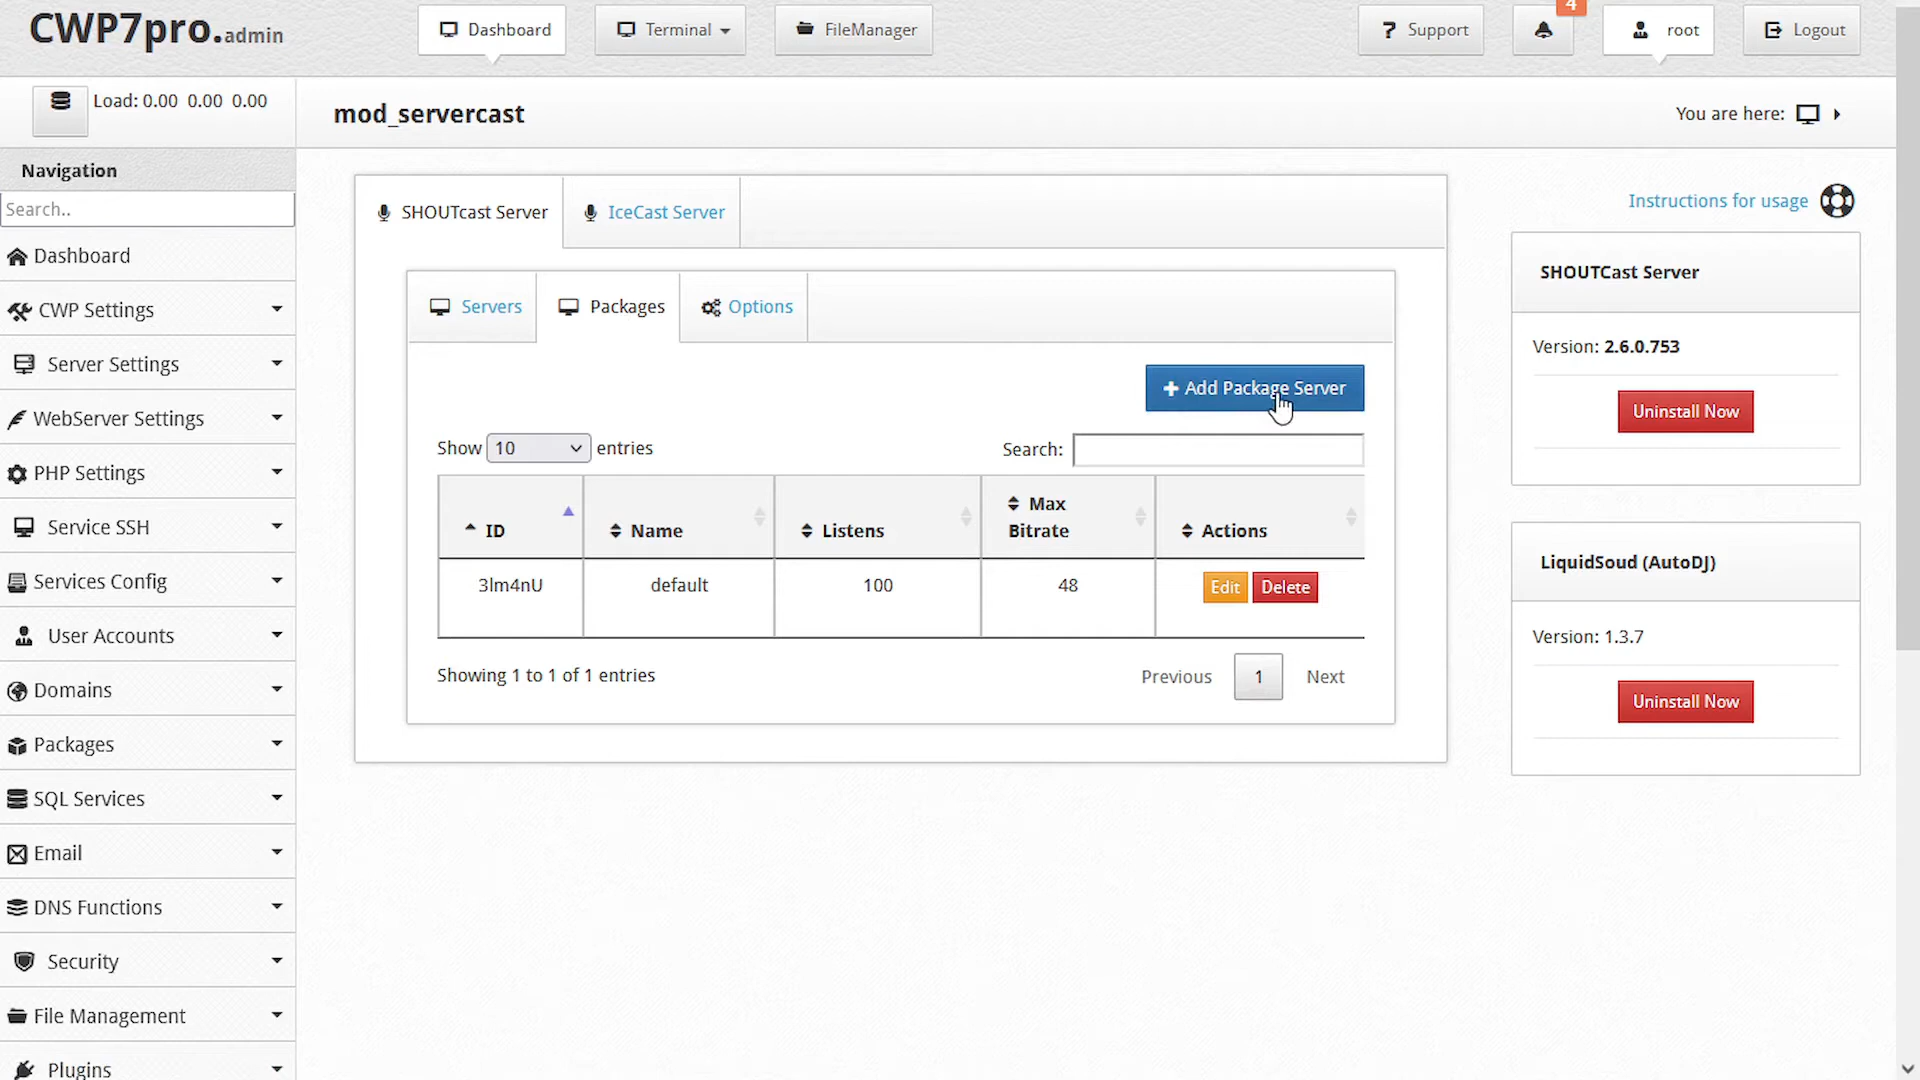 CWP7pro.admin
Dashboard
Terminal
FileManager
? Support
4
root
Logout
Load: 0.00 0.00 0.00
mod_servercast
You are here:
Navigation
Search..
Dashboard
CWP Settings
Server Settings
WebServer Settings
PHP Settings
Service SSH
Services Config
User Accounts
Domains
Packages
SQL Services
Email
DNS Functions
Security
File Management
Plugins
SHOUTcast Server
IceCast Server
Servers
Packages
Options
+ Add Package Server
Show 10 entries
Search:
ID Name Listens Max Bitrate Actions
3lm4nU default 100 48 Edit Delete
Showing 1 to 1 of 1 entries
Previous 1 Next
Instructions for usage
SHOUTCast Server
Version: 2.6.0.753
Uninstall Now
LiquidSoud (AutoDJ)
Version: 1.3.7
Uninstall Now